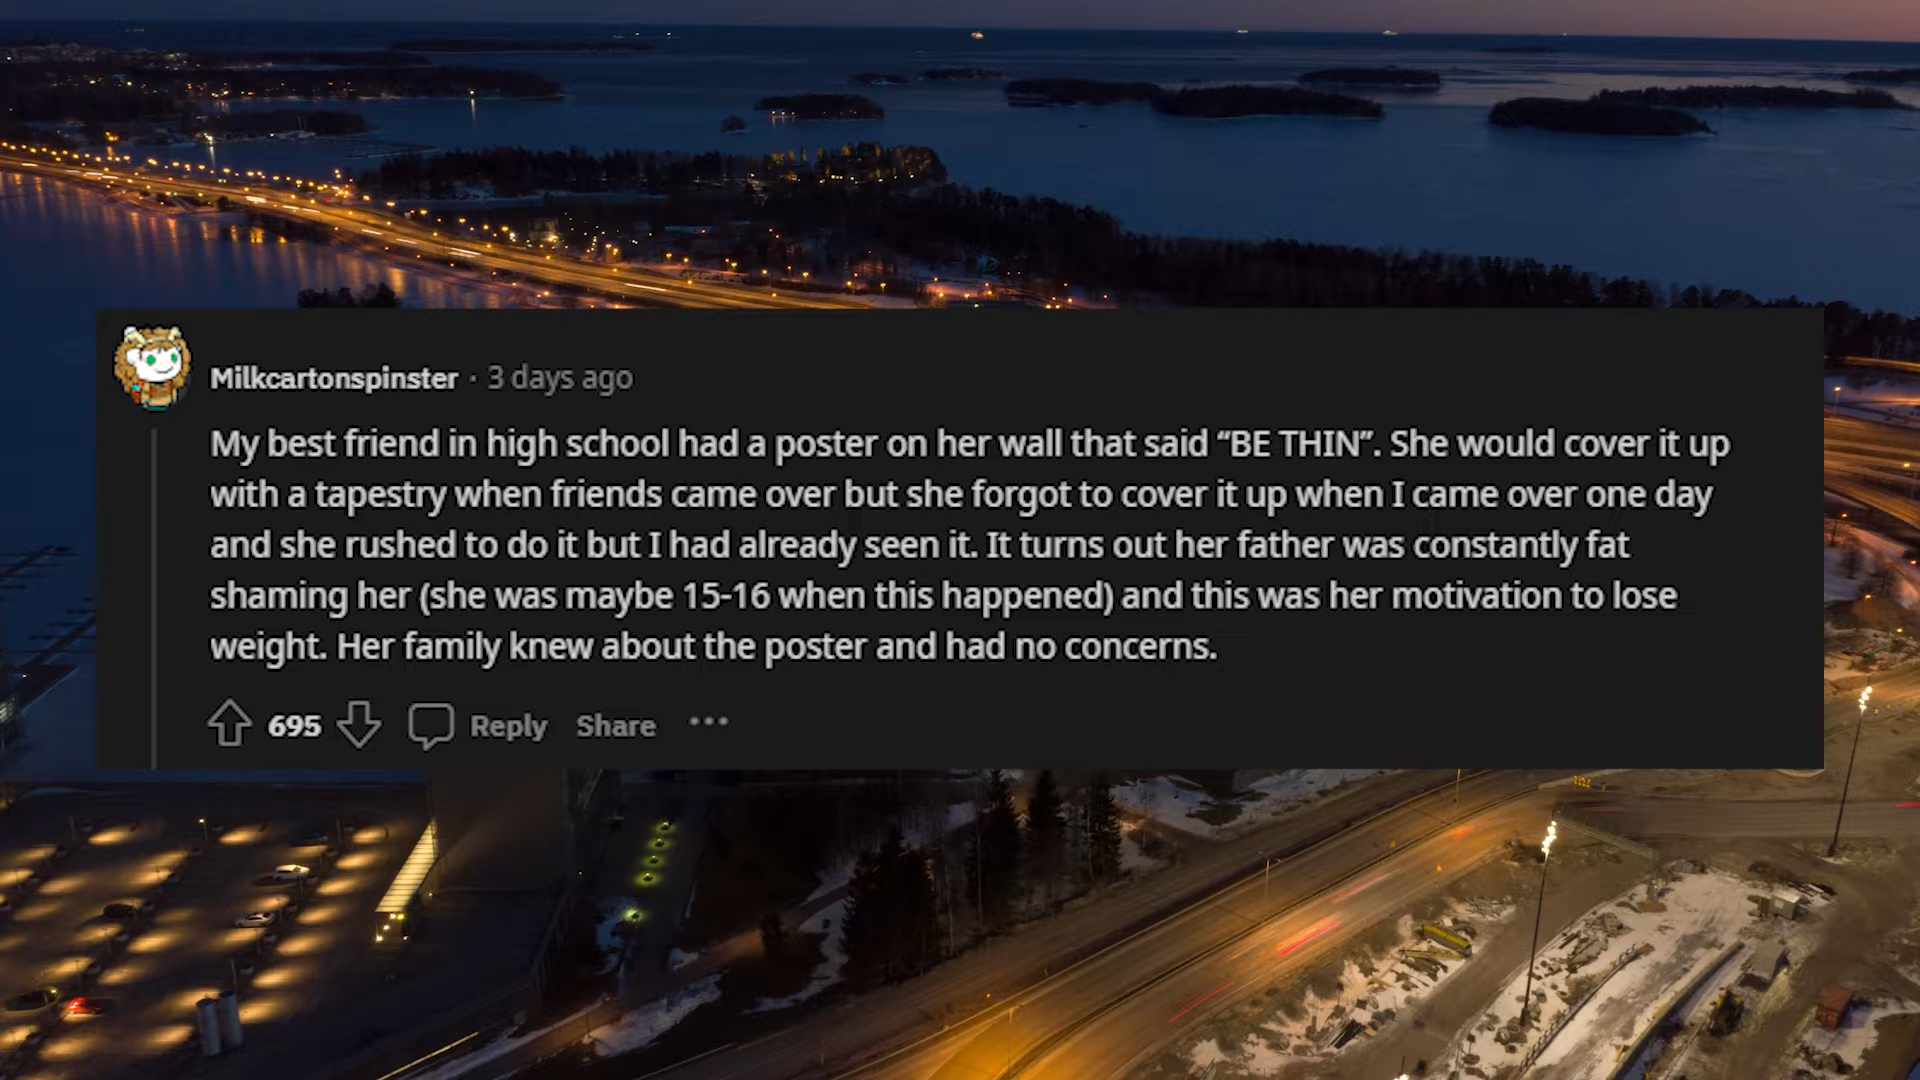 Milkcartonspinster · 3 days ago
My best friend in high school had a poster on her wall that said “BE THIN”. She would cover it up
with a tapestry when friends came over but she forgot to cover it up when I came over one day
and she rushed to do it but I had already seen it. It turns out her father was constantly fat
shaming her (she was maybe 15-16 when this happened) and this was her motivation to lose
weight. Her family knew about the poster and had no concerns.
695 Reply Share